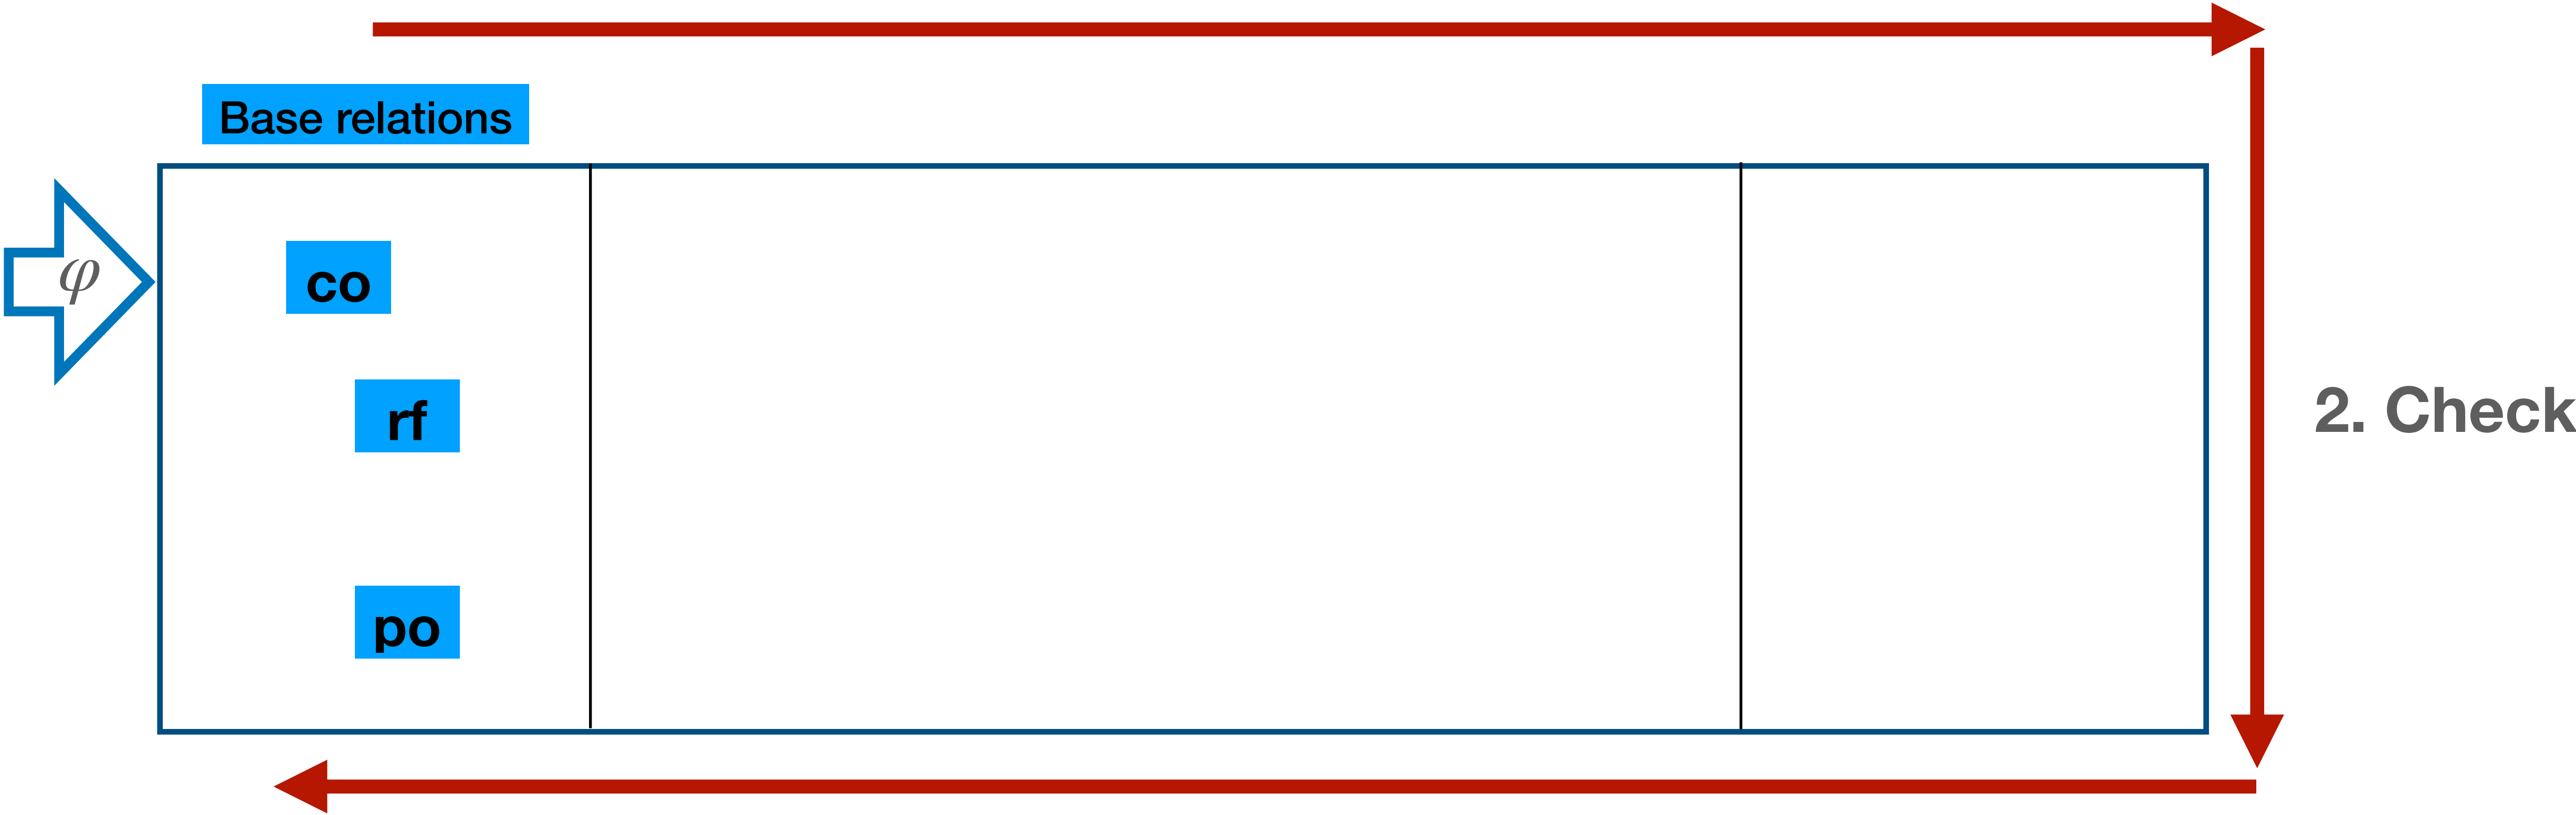 Base relations
φ
co
rf
2. Check
po